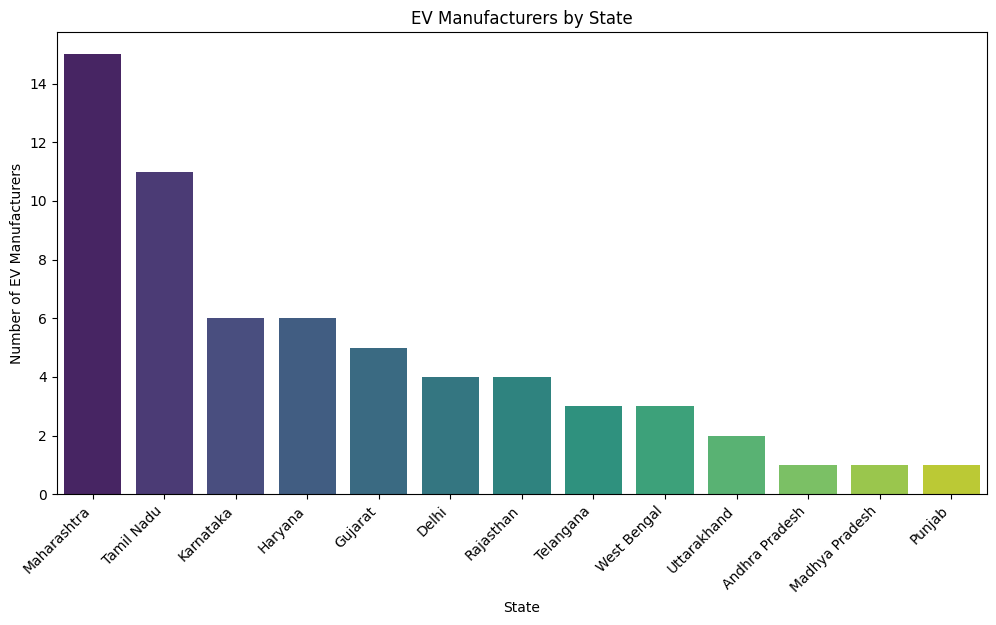 EV Manufacturers by State
Number of EV Manufacturers
14
12
10
8
6
4
2
0
Maharashtra
Tamil Nadu
Karnataka
Haryana
Gujarat
Delhi
Rajasthan
Telangana
West Bengal
Uttarakhand
Andhra Pradesh
Madhya Pradesh
Punjab
State